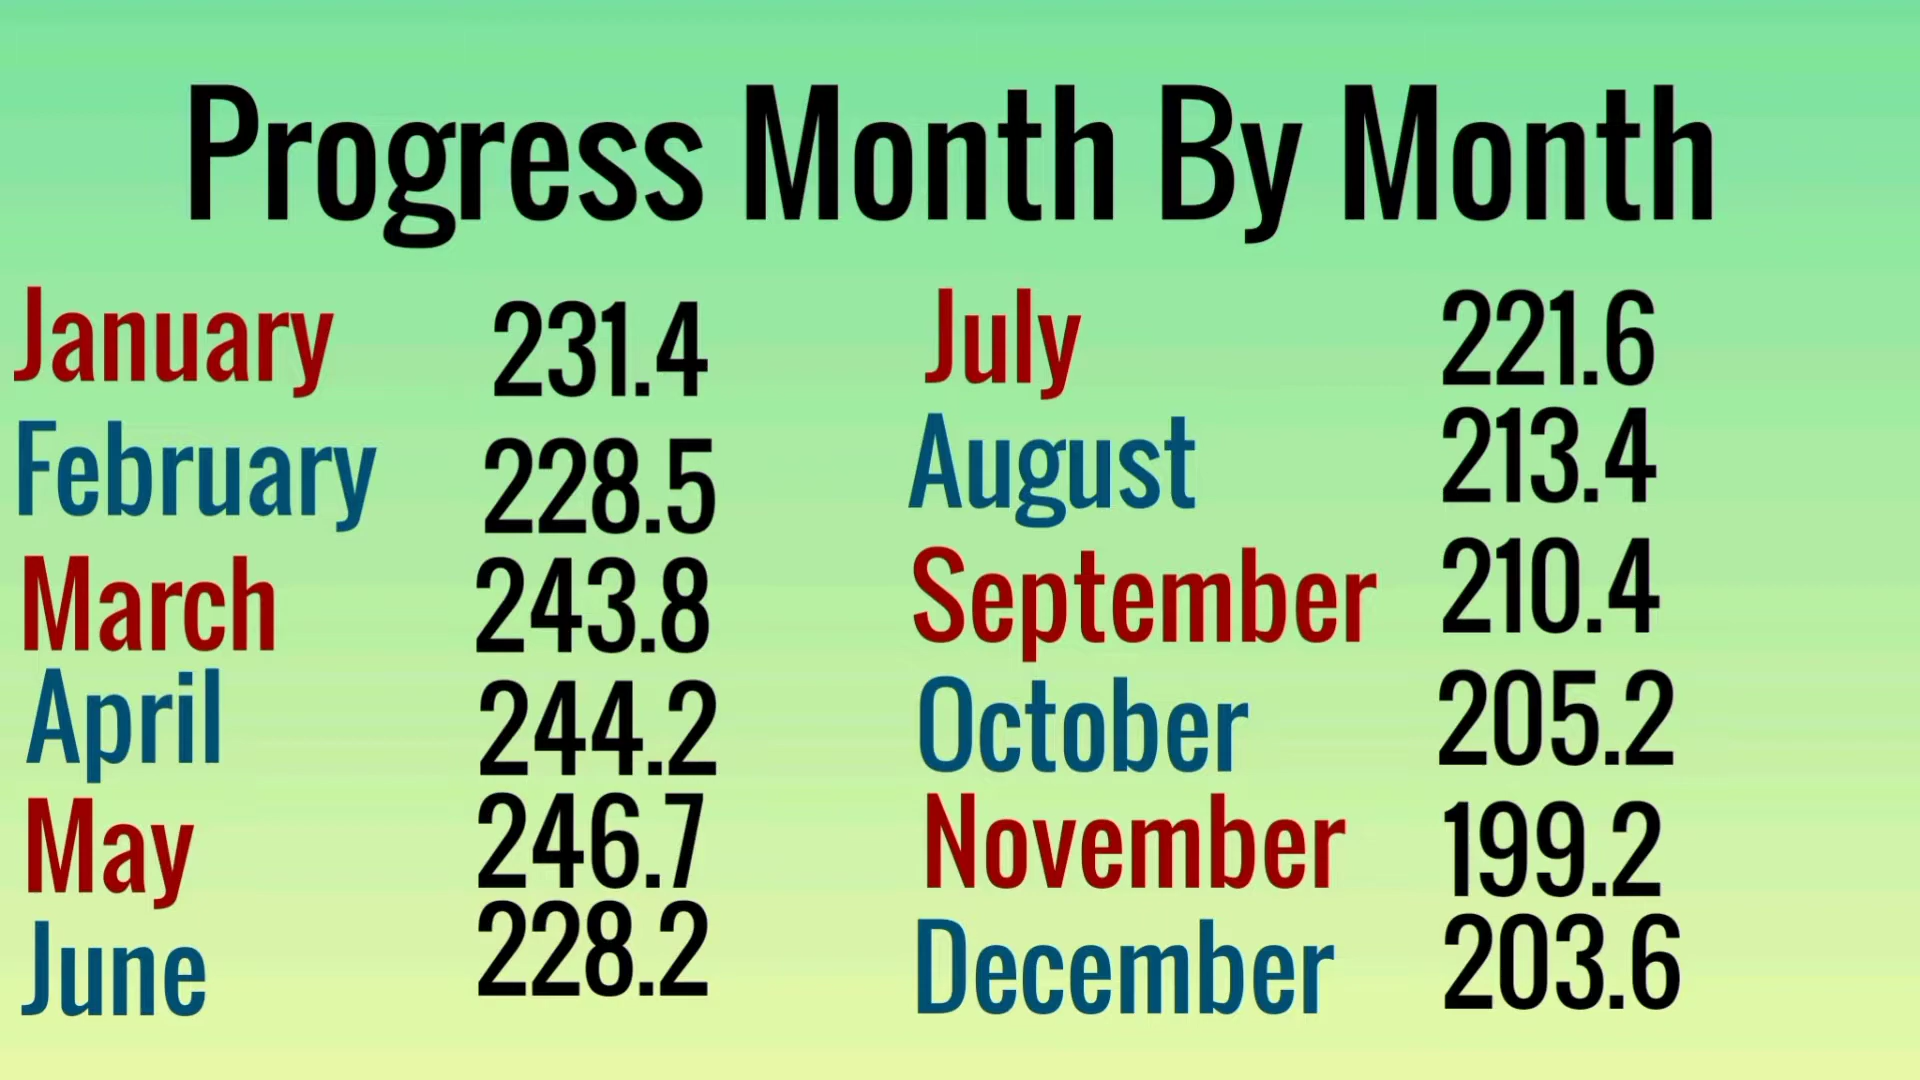 Progress Month By Month
January 231.4
February 228.5
March 243.8
April 244.2
May 246.7
June 228.2
July 221.6
August 213.4
September 210.4
October 205.2
November 199.2
December 203.6